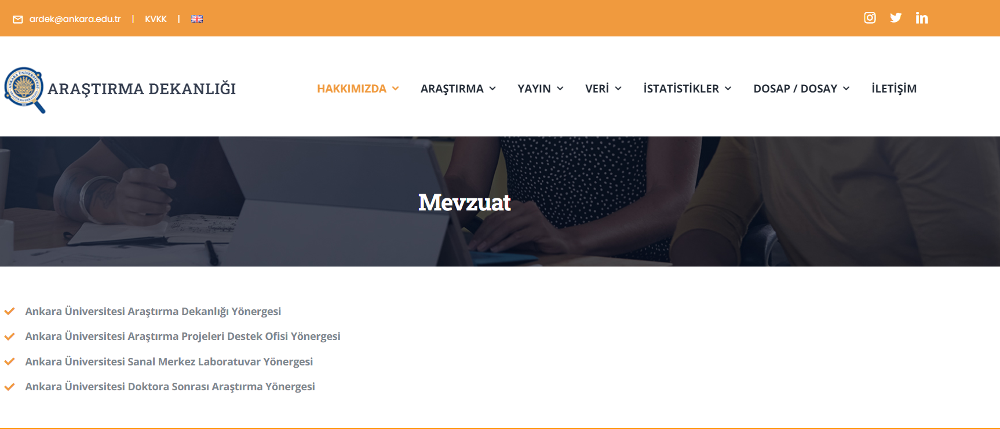 ardek@ankara.edu.tr | KVKK |
ARAŞTIRMA DEKANLIĞI
HAKKIMIZDA ARAŞTIRMA YAYIN VERİ İSTATİSTİKLER DOSAP / DOSAY İLETİŞİM
Mevzuat
Ankara Üniversitesi Araştırma Dekanlığı Yönergesi
Ankara Üniversitesi Araştırma Projeleri Destek Ofisi Yönergesi
Ankara Üniversitesi Sanal Merkez Laboratuvar Yönergesi
Ankara Üniversitesi Doktora Sonrası Araştırma Yönergesi